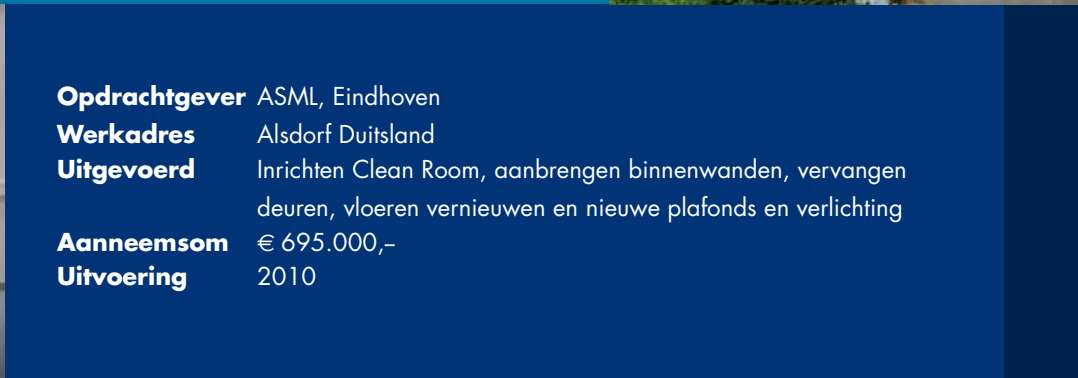 Opdrachtgever ASML, Eindhoven
Werkadres Alsdorf Duitsland
Uitgevoerd Inrichten Clean Room, aanbrengen binnenwanden, vervangen
deuren, vloeren vernieuwen en nieuwe plafonds en verlichting
Aanneemsom € 695.000,–
Uitvoering 2010